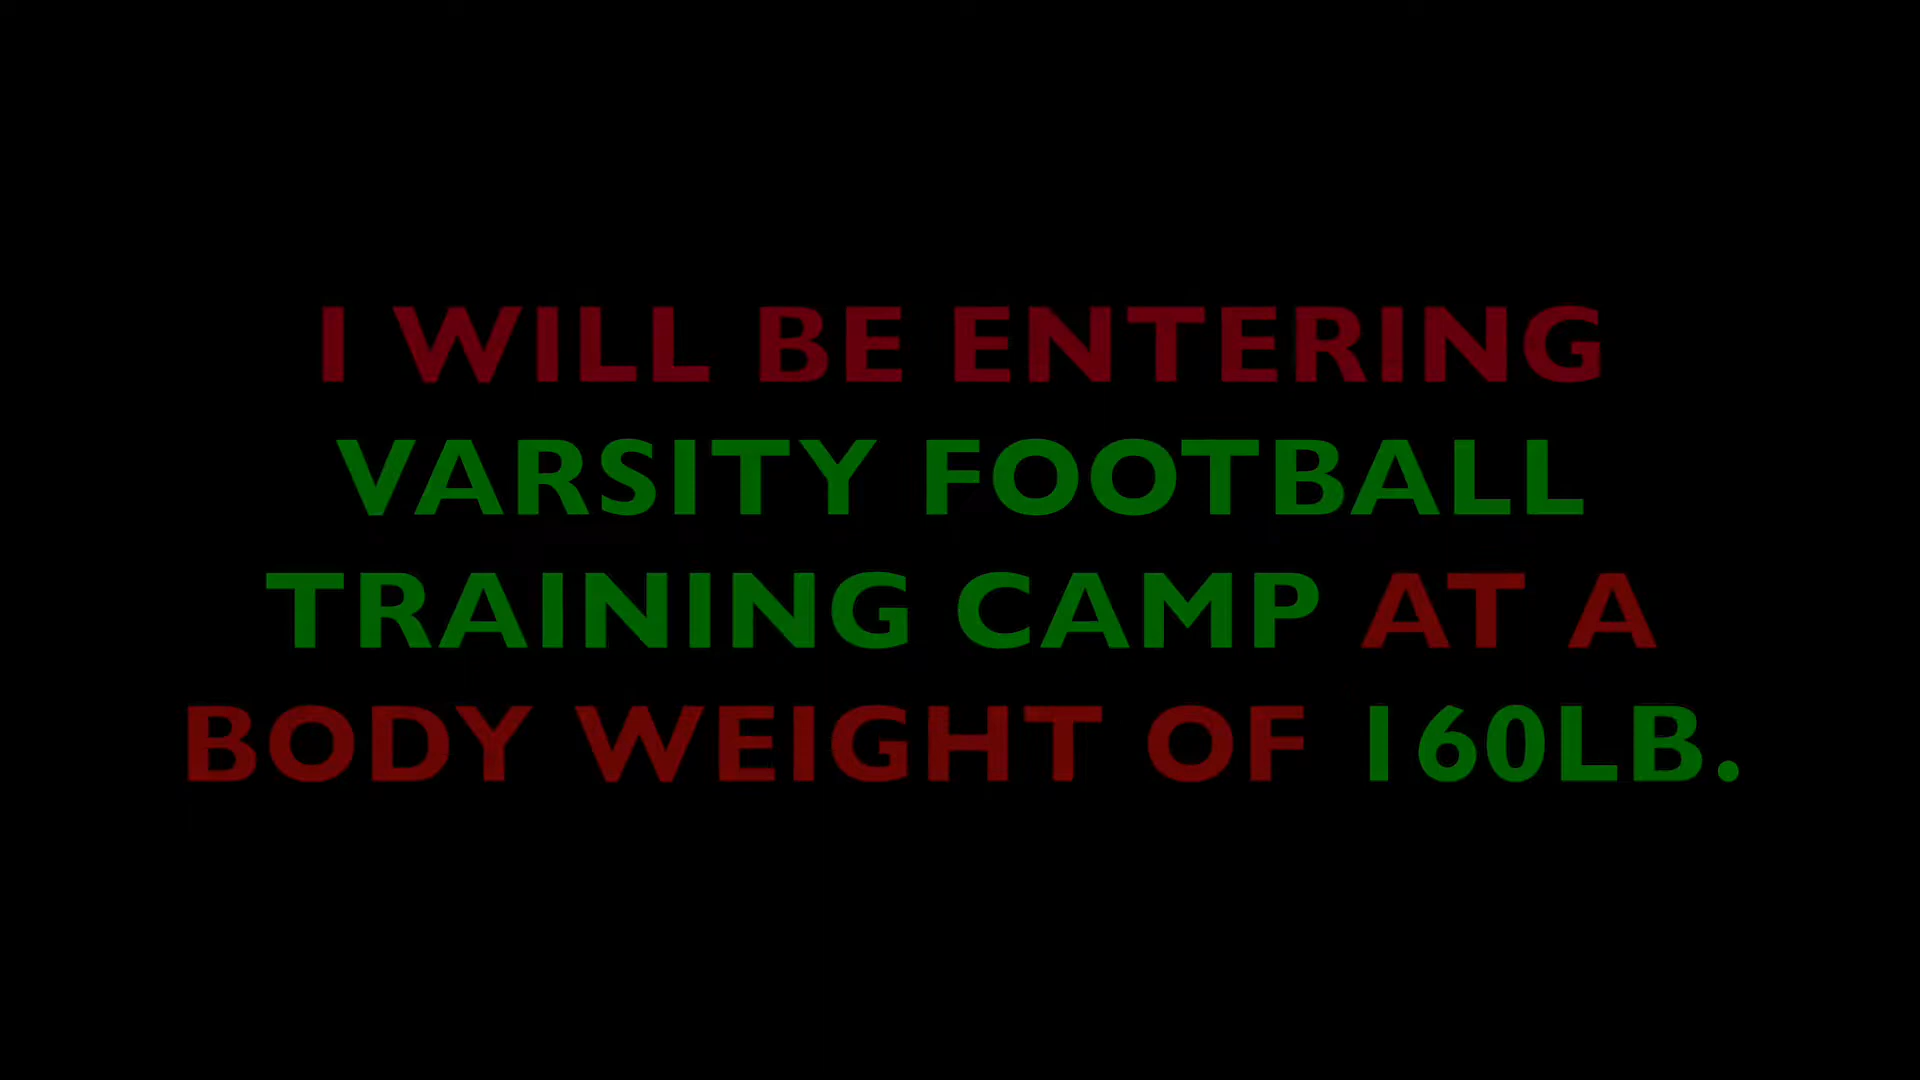 I WILL BE ENTERING
VARSITY FOOTBALL
TRAINING CAMP AT A
BODY WEIGHT OF 160LB.